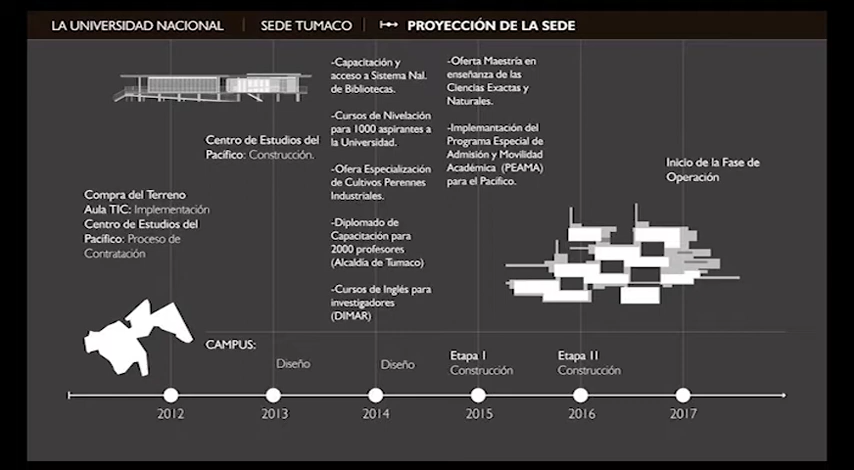 LA UNIVERSIDAD NACIONAL | SEDE TUMACO | PROYECCIÓN DE LA SEDE
Compra del Terreno
Aula TIC: Implementación
Centro de Estudios del
Pacífico: Proceso de
Contratación
Centro de Estudios del
Pacífico: Construcción.
-Capacitación y
acceso a Sistema Nal.
de Bibliotecas.
-Cursos de Nivelación
para 1000 aspirantes a
la Universidad.
-Ofera Especialización
de Cultivos Perennes
Industriales.
-Diplomado de
Capacitación para
2000 profesores
(Alcaldía de Tumaco)
-Cursos de Inglés para
investigadores
(DIMAR)
-Oferta Maestría en
enseñanza de las
Ciencias Exactas y
Naturales.
-Implemantación del
Programa Especial de
Admisión y Movilidad
Académica (PEAMA)
para el Pacífico.
Inicio de la Fase de
Operación
CAMPUS:
Diseño
Diseño
Etapa I
Construcción
Etapa II
Construcción
2012
2013
2014
2015
2016
2017